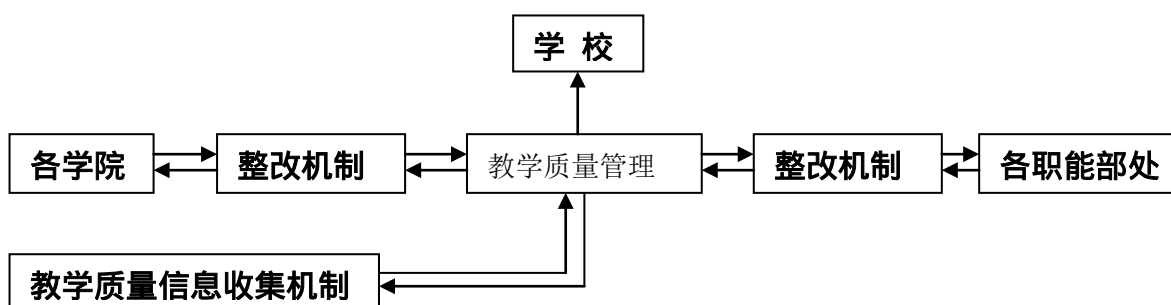 学 校
各学院
整改机制
教学质量管理
整改机制
各职能部处
教学质量信息收集机制